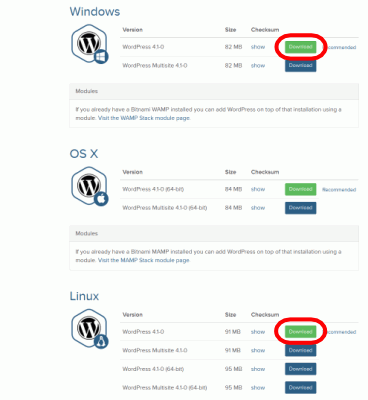 Windows
Version Size Checksum
WordPress 4.1-0 82 MB show Download commended
WordPress Multisite 4.1-0 82 MB show Download
Modules
If you already have a Bitnami WAMP installed you can add WordPress on top of that installation using a
module. Visit the WAMP Stack module page.
OS X
Version Size Checksum
WordPress 4.1-0 (64-bit) 84 MB show Download Recommended
WordPress Multisite 4.1-0 (64-bit) 84 MB show Download
Modules
If you already have a Bitnami MAMP installed you can add WordPress on top of that installation using a
module. Visit the MAMP Stack module page.
Linux
Version Size Checksum
WordPress 4.1-0 91 MB show Download commended
WordPress Multisite 4.1-0 91 MB show Download
WordPress 4.1-0 (64-bit) 95 MB show Download
WordPress Multisite 4.1-0 (64-bit) 95 MB show Download